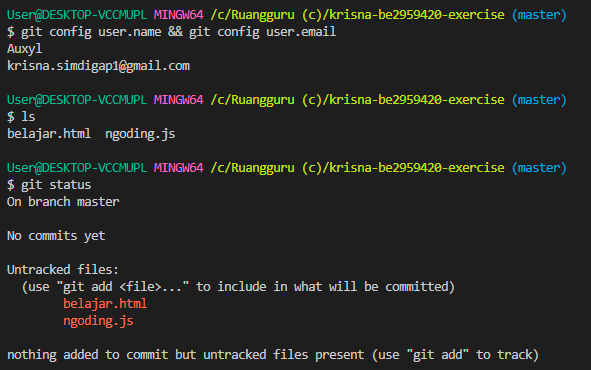 User@DESKTOP-VCCMUPL MINGW64 /c/Ruangguru (c)/krisna-be2959420-exercise (master)
$ git config user.name && git config user.email
Auxyl
krisna.simdigap1@gmail.com
User@DESKTOP-VCCMUPL MINGW64 /c/Ruangguru (c)/krisna-be2959420-exercise (master)
$ ls
belajar.html  ngoding.js
User@DESKTOP-VCCMUPL MINGW64 /c/Ruangguru (c)/krisna-be2959420-exercise (master)
$ git status
On branch master
No commits yet
Untracked files:
  (use "git add <file>..." to include in what will be committed)
        belajar.html
        ngoding.js
nothing added to commit but untracked files present (use "git add" to track)